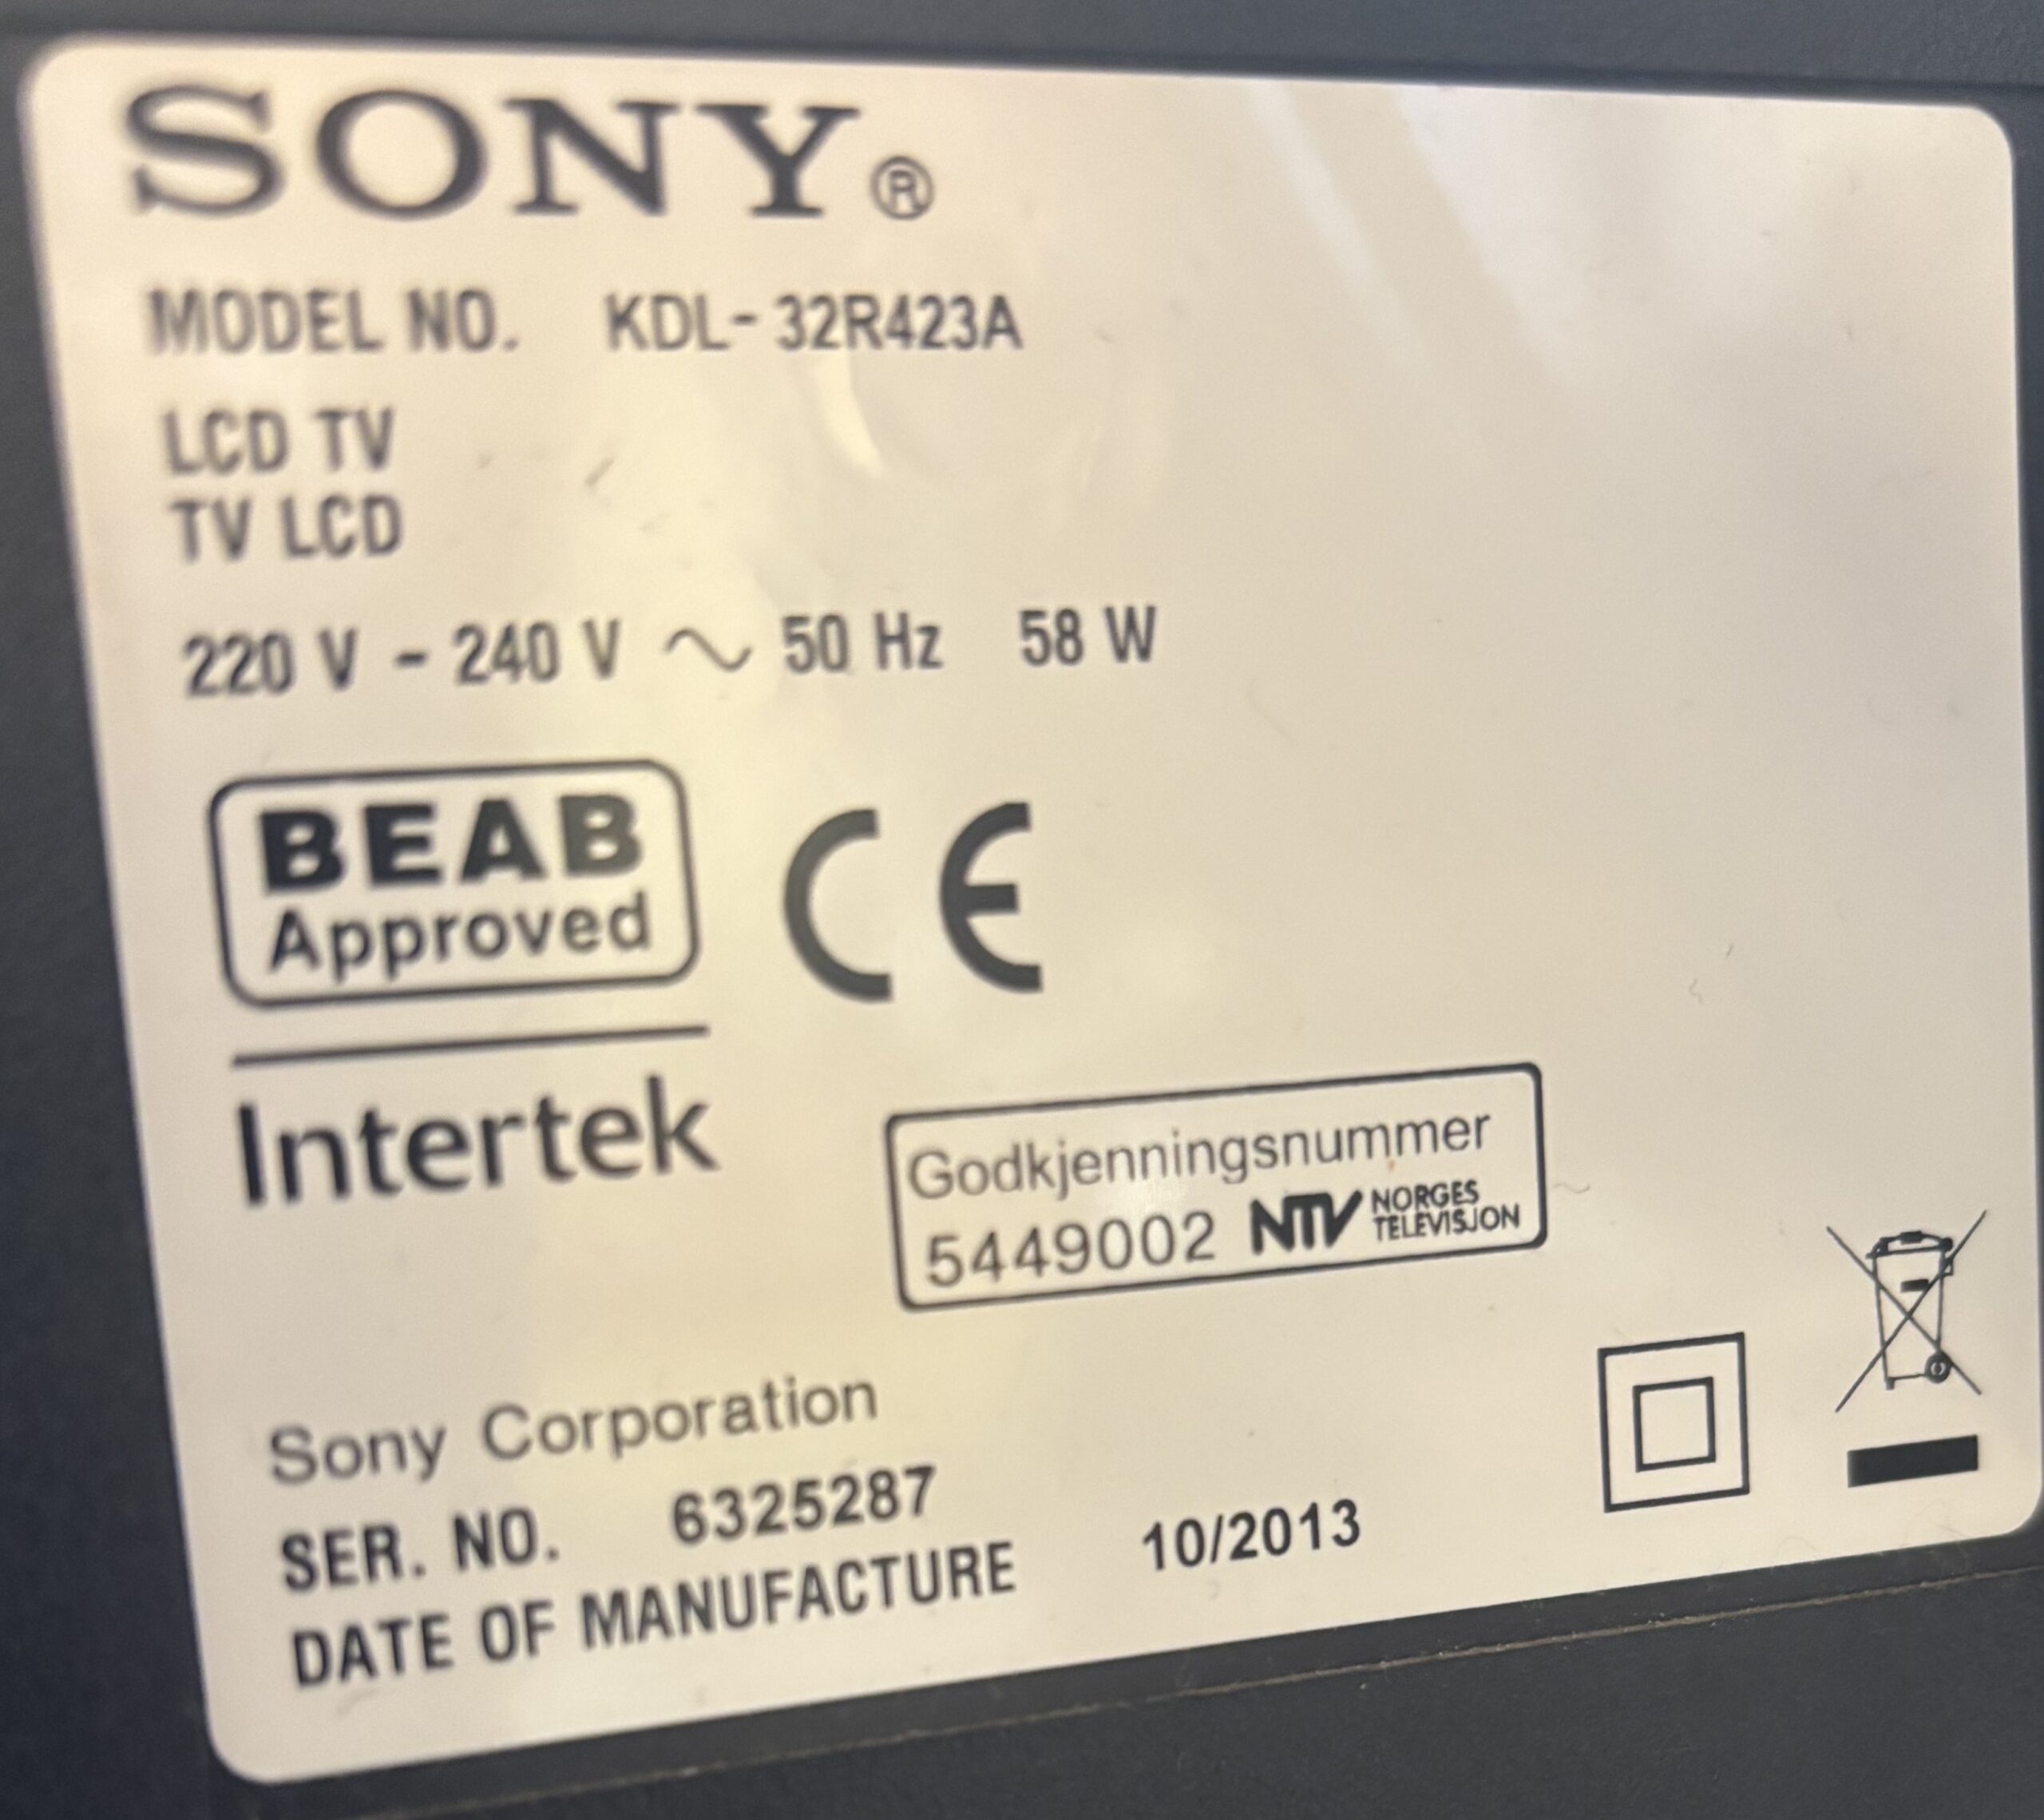 SONY®
MODEL NO. KDL-32R423A
LCD TV
TV LCD
220 V - 240 V ~ 50 Hz 58 W
BEAB
Approved
CE
Intertek
Godkjenningsnummer
5449002 NTV NORGES
TELEVISJON
Sony Corporation
SER. NO. 6325287
DATE OF MANUFACTURE 10/2013